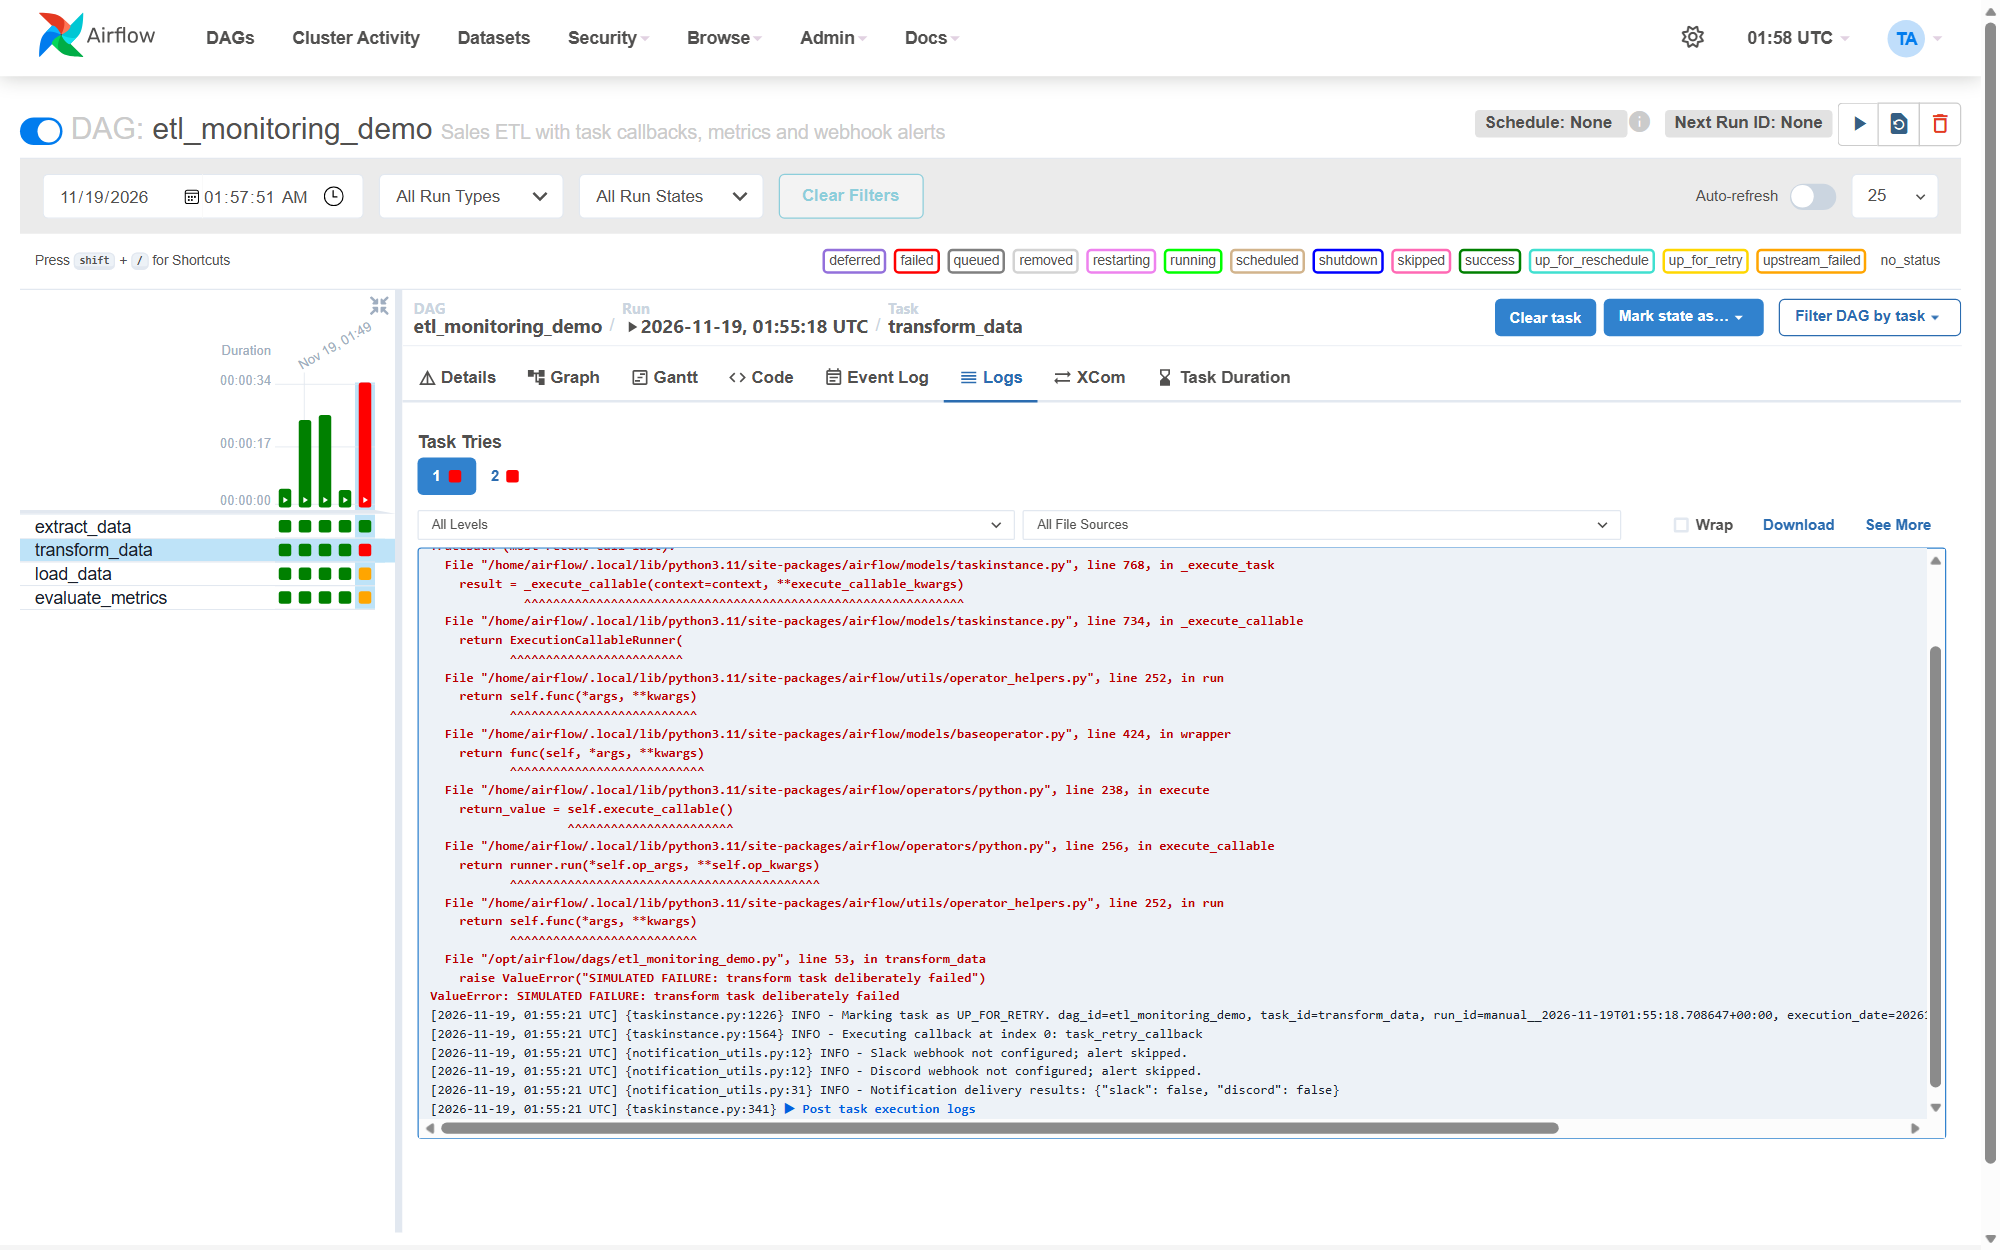 Airflow
DAGs Cluster Activity Datasets Security Browse Admin Docs 01:58 UTC TA
DAG: etl_monitoring_demo Sales ETL with task callbacks, metrics and webhook alerts Schedule: None Next Run ID: None
11/19/2026 01:57:51 AM All Run Types All Run States Clear Filters Auto-refresh 25
Press shift + / for Shortcuts deferred failed queued removed restarting running scheduled shutdown skipped success up_for_reschedule up_for_retry upstream_failed no_status
DAG Run Task
etl_monitoring_demo / 2026-11-19, 01:55:18 UTC / transform_data Clear task Mark state as... Filter DAG by task
Nov 19, 01:49
Duration
00:00:34
00:00:17
00:00:00
extract_data
transform_data
load_data
evaluate_metrics
Details Graph Gantt Code Event Log Logs XCom Task Duration
Task Tries
1 2
All Levels All File Sources Wrap Download See More
Traceback (most recent call last):
File "/home/airflow/.local/lib/python3.11/site-packages/airflow/models/taskinstance.py", line 768, in _execute_task
result = _execute_callable(context=context, **execute_callable_kwargs)
^^^^^^^^^^^^^^^^^^^^^^^^^^^^^^^^^^^^^^^^^^^^^^^^^^^^^^^^^^^^^
File "/home/airflow/.local/lib/python3.11/site-packages/airflow/models/taskinstance.py", line 734, in _execute_callable
return ExecutionCallableRunner(
^^^^^^^^^^^^^^^^^^^^^^^^
File "/home/airflow/.local/lib/python3.11/site-packages/airflow/utils/operator_helpers.py", line 252, in run
return self.func(*args, **kwargs)
^^^^^^^^^^^^^^^^^^^^^^^^^^
File "/home/airflow/.local/lib/python3.11/site-packages/airflow/models/baseoperator.py", line 424, in wrapper
return func(self, *args, **kwargs)
^^^^^^^^^^^^^^^^^^^^^^^^^^^
File "/home/airflow/.local/lib/python3.11/site-packages/airflow/operators/python.py", line 238, in execute
return_value = self.execute_callable()
^^^^^^^^^^^^^^^^^^^^^^^
File "/home/airflow/.local/lib/python3.11/site-packages/airflow/operators/python.py", line 256, in execute_callable
return runner.run(*self.op_args, **self.op_kwargs)
^^^^^^^^^^^^^^^^^^^^^^^^^^^^^^^^^^^^^^^^^^^
File "/home/airflow/.local/lib/python3.11/site-packages/airflow/utils/operator_helpers.py", line 252, in run
return self.func(*args, **kwargs)
^^^^^^^^^^^^^^^^^^^^^^^^^^
File "/opt/airflow/dags/etl_monitoring_demo.py", line 53, in transform_data
raise ValueError("SIMULATED FAILURE: transform task deliberately failed")
ValueError: SIMULATED FAILURE: transform task deliberately failed
[2026-11-19, 01:55:21 UTC] {taskinstance.py:1226} INFO - Marking task as UP_FOR_RETRY. dag_id=etl_monitoring_demo, task_id=transform_data, run_id=manual__2026-11-19T01:55:18.708647+00:00, execution_date=20261
[2026-11-19, 01:55:21 UTC] {taskinstance.py:1564} INFO - Executing callback at index 0: task_retry_callback
[2026-11-19, 01:55:21 UTC] {notification_utils.py:12} INFO - Slack webhook not configured; alert skipped.
[2026-11-19, 01:55:21 UTC] {notification_utils.py:12} INFO - Discord webhook not configured; alert skipped.
[2026-11-19, 01:55:21 UTC] {notification_utils.py:31} INFO - Notification delivery results: {"slack": false, "discord": false}
[2026-11-19, 01:55:21 UTC] {taskinstance.py:341} ▶ Post task execution logs